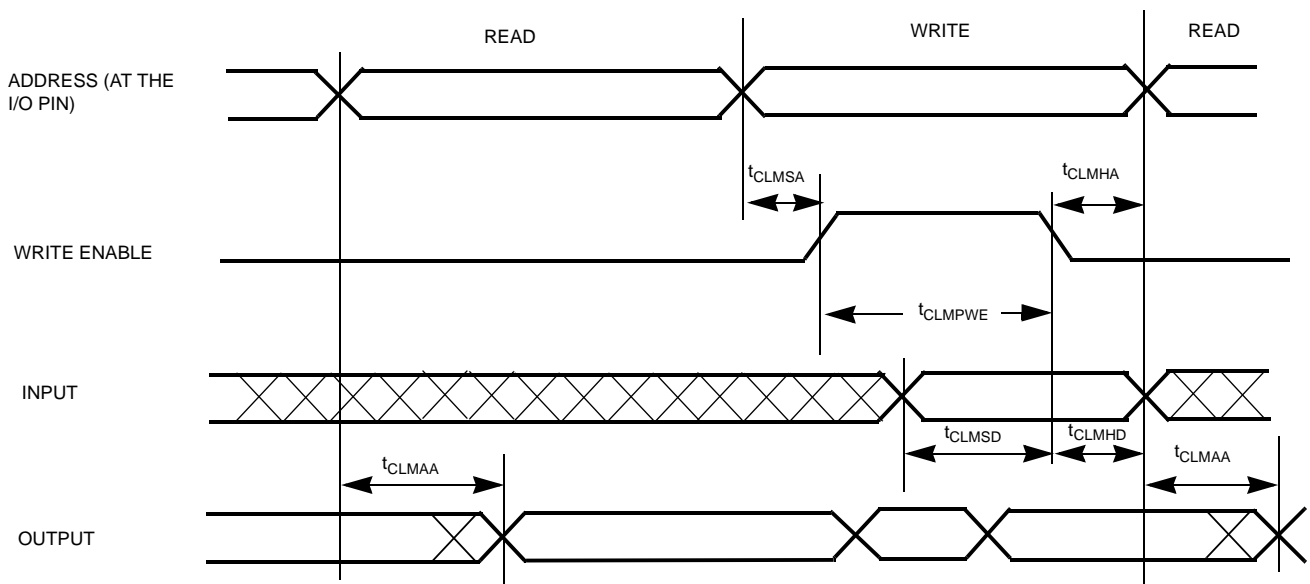 READ
WRITE
READ
ADDRESS (AT THE
I/O PIN)
tCLMSA
tCLMHA
WRITE ENABLE
tCLMPWE
INPUT
tCLMSD
tCLMHD
tCLMAA
tCLMAA
OUTPUT